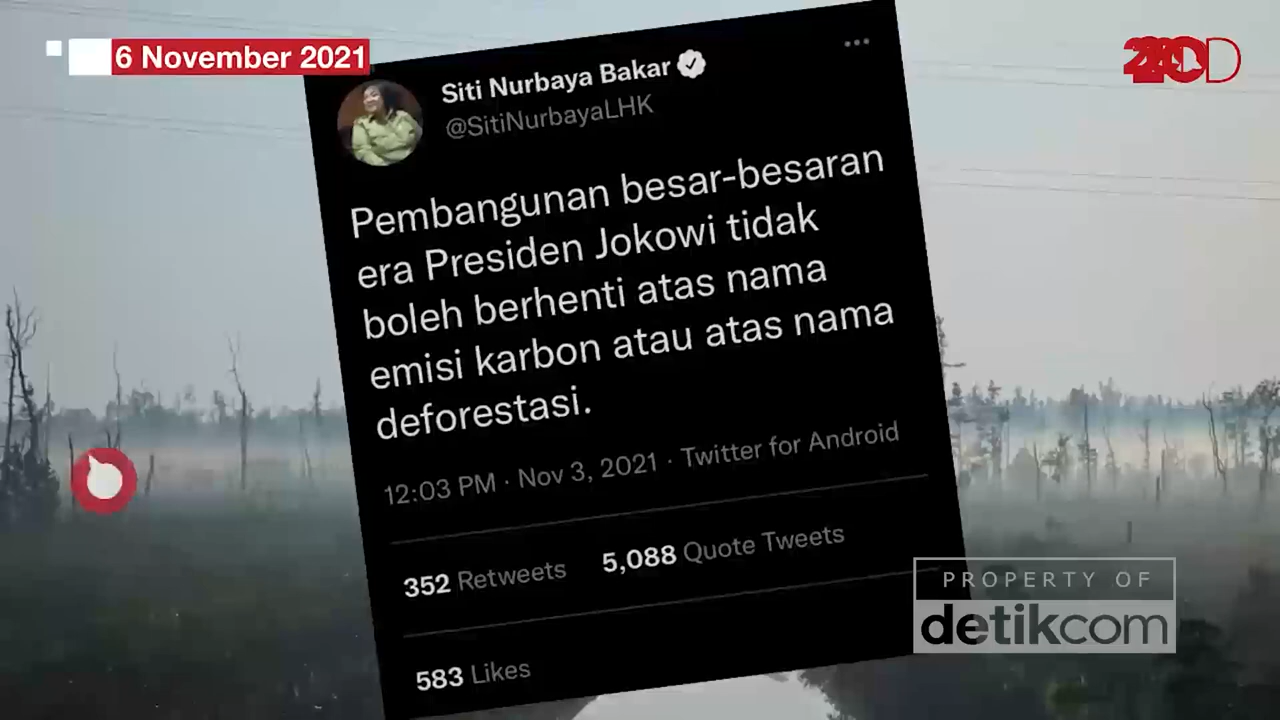 6 November 2021
Siti Nurbaya Bakar
@SitiNurbayaLHK
Pembangunan besar-besaran
era Presiden Jokowi tidak
boleh berhenti atas nama
emisi karbon atau atas nama
deforestasi.
12:03 PM · Nov 3, 2021 · Twitter for Android
352 Retweets 5,088 Quote Tweets
583 Likes
PROPERTY OF
detikcom